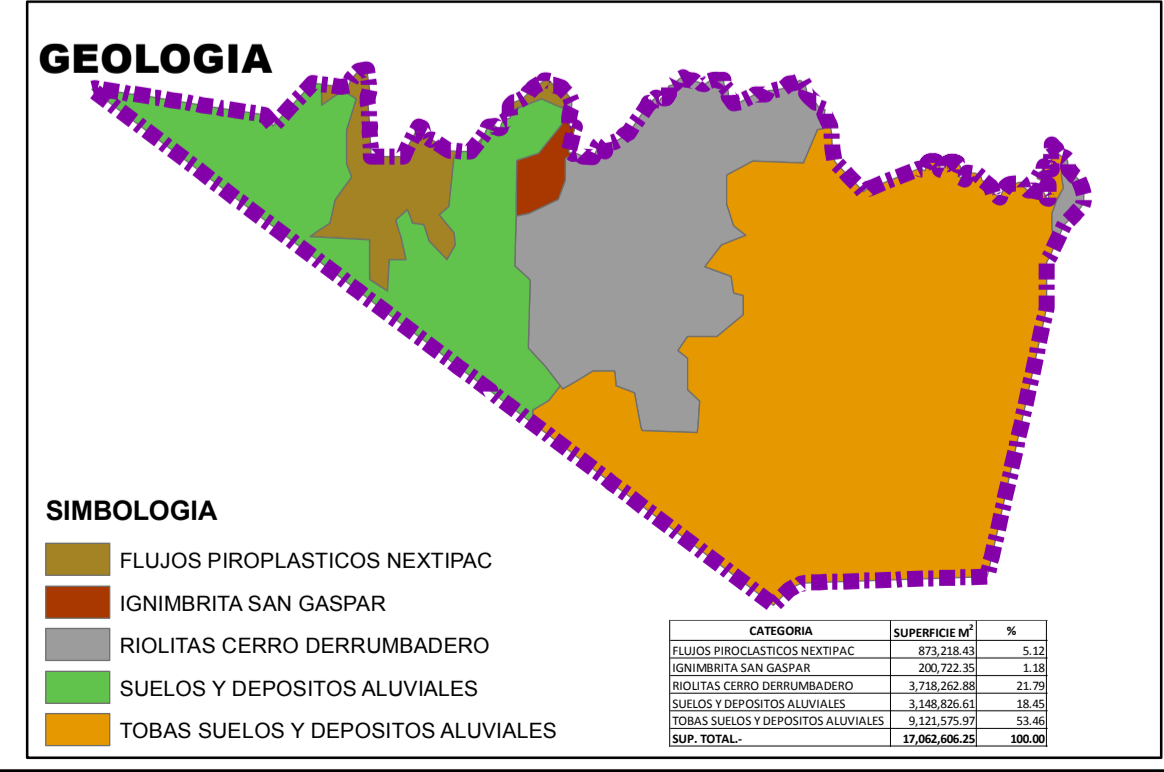 GEOLOGIA
SIMBOLOGIA
FLUJOS PIROPLASTICOS NEXTIPAC
IGNIMBRITA SAN GASPAR
RIOLITAS CERRO DERRUMBADERO
SUELOS Y DEPOSITOS ALUVIALES
TOBAS SUELOS Y DEPOSITOS ALUVIALES
CATEGORIA SUPERFICIE M² %
FLUJOS PIROCLASTICOS NEXTIPAC 873,218.43 5.12
IGNIMBRITA SAN GASPAR 200,722.35 1.18
RIOLITAS CERRO DERRUMBADERO 3,718,262.88 21.79
SUELOS Y DEPOSITOS ALUVIALES 3,148,826.61 18.45
TOBAS SUELOS Y DEPOSITOS ALUVIALES 9,121,575.97 53.46
SUP. TOTAL.- 17,062,606.25 100.00